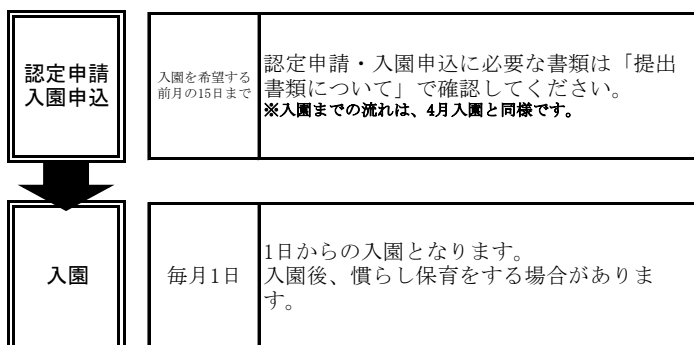 認定申請
入園申込
入園を希望する
前月の15日まで
認定申請・入園申込に必要な書類は「提出
書類について」で確認してください。
※入園までの流れは、4月入園と同様です。
入園
毎月1日
1日からの入園となります。
入園後、慣らし保育をする場合がありま
す。